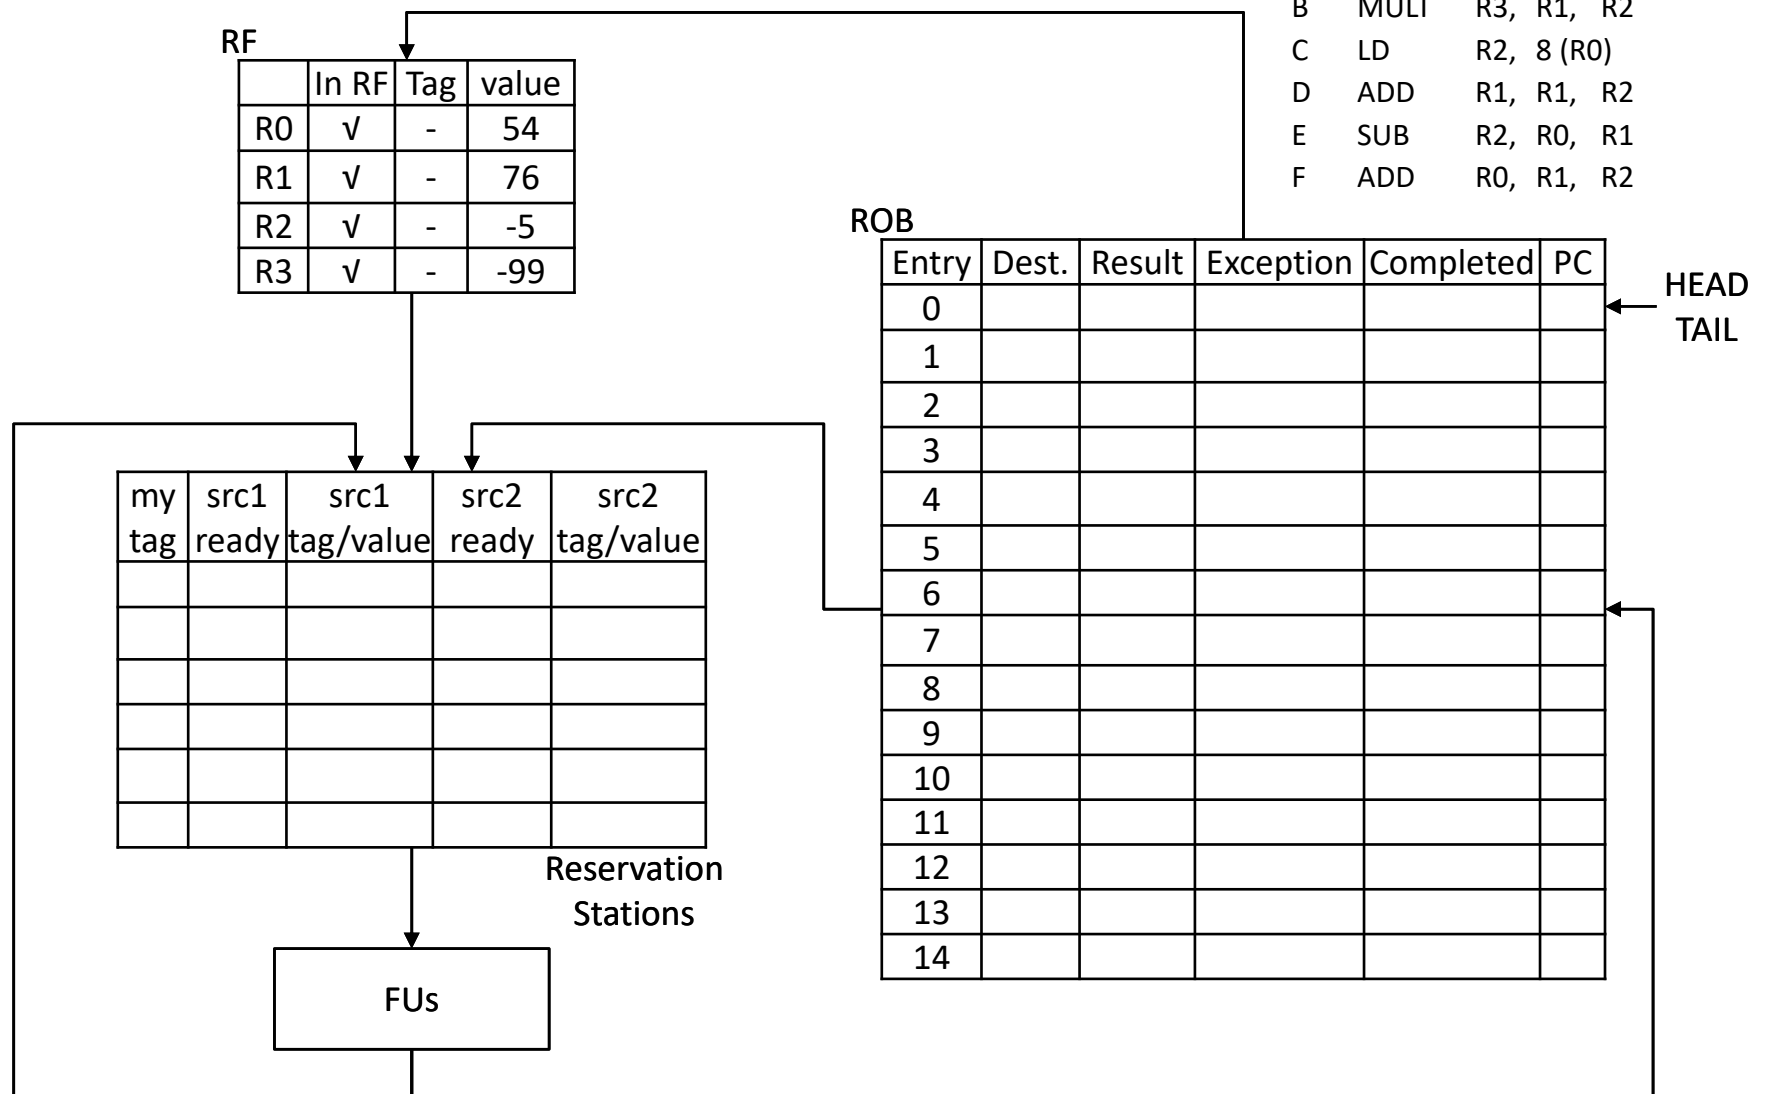 B MULT R3, R1, R2
C LD R2, 8 (R0)
D ADD R1, R1, R2
E SUB R2, R0, R1
F ADD R0, R1, R2
RF
In RF Tag value
R0 √ - 54
R1 √ - 76
R2 √ - -5
R3 √ - -99
ROB
Entry Dest. Result Exception Completed PC
0
1
2
3
4
5
6
7
8
9
10
11
12
13
14
HEAD
TAIL
my src1 src1 src2 src2
tag ready tag/value ready tag/value
Reservation
Stations
FUs